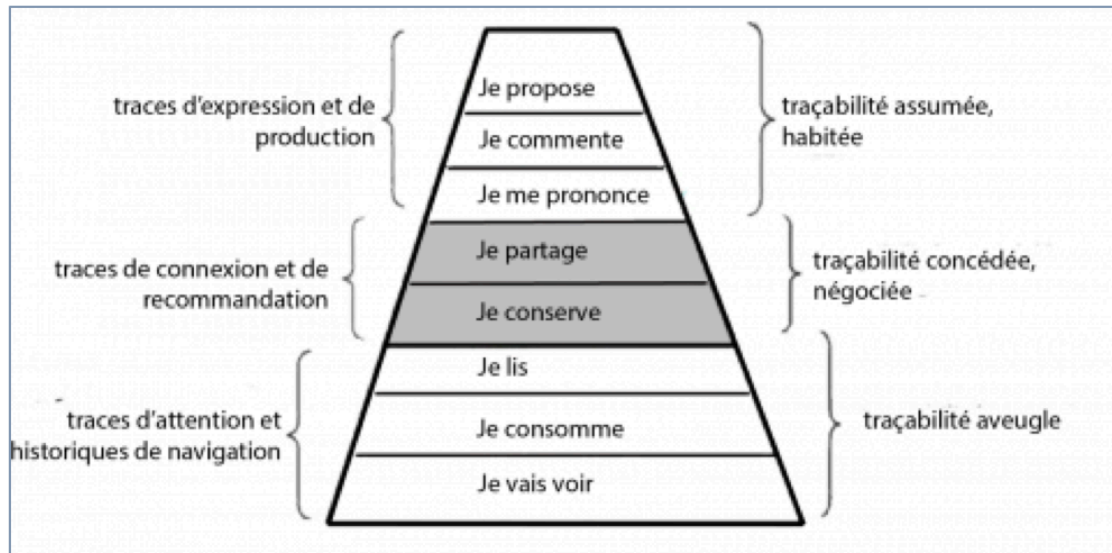 Je propose
traces d'expression et de
production
traçabilité assumée,
habitée
Je commente
Je me prononce
Je partage
traces de connexion et de
recommandation
traçabilité concédée,
négociée
Je conserve
Je lis
traces d'attention et
historiques de navigation
Je consomme
traçabilité aveugle
Je vais voir